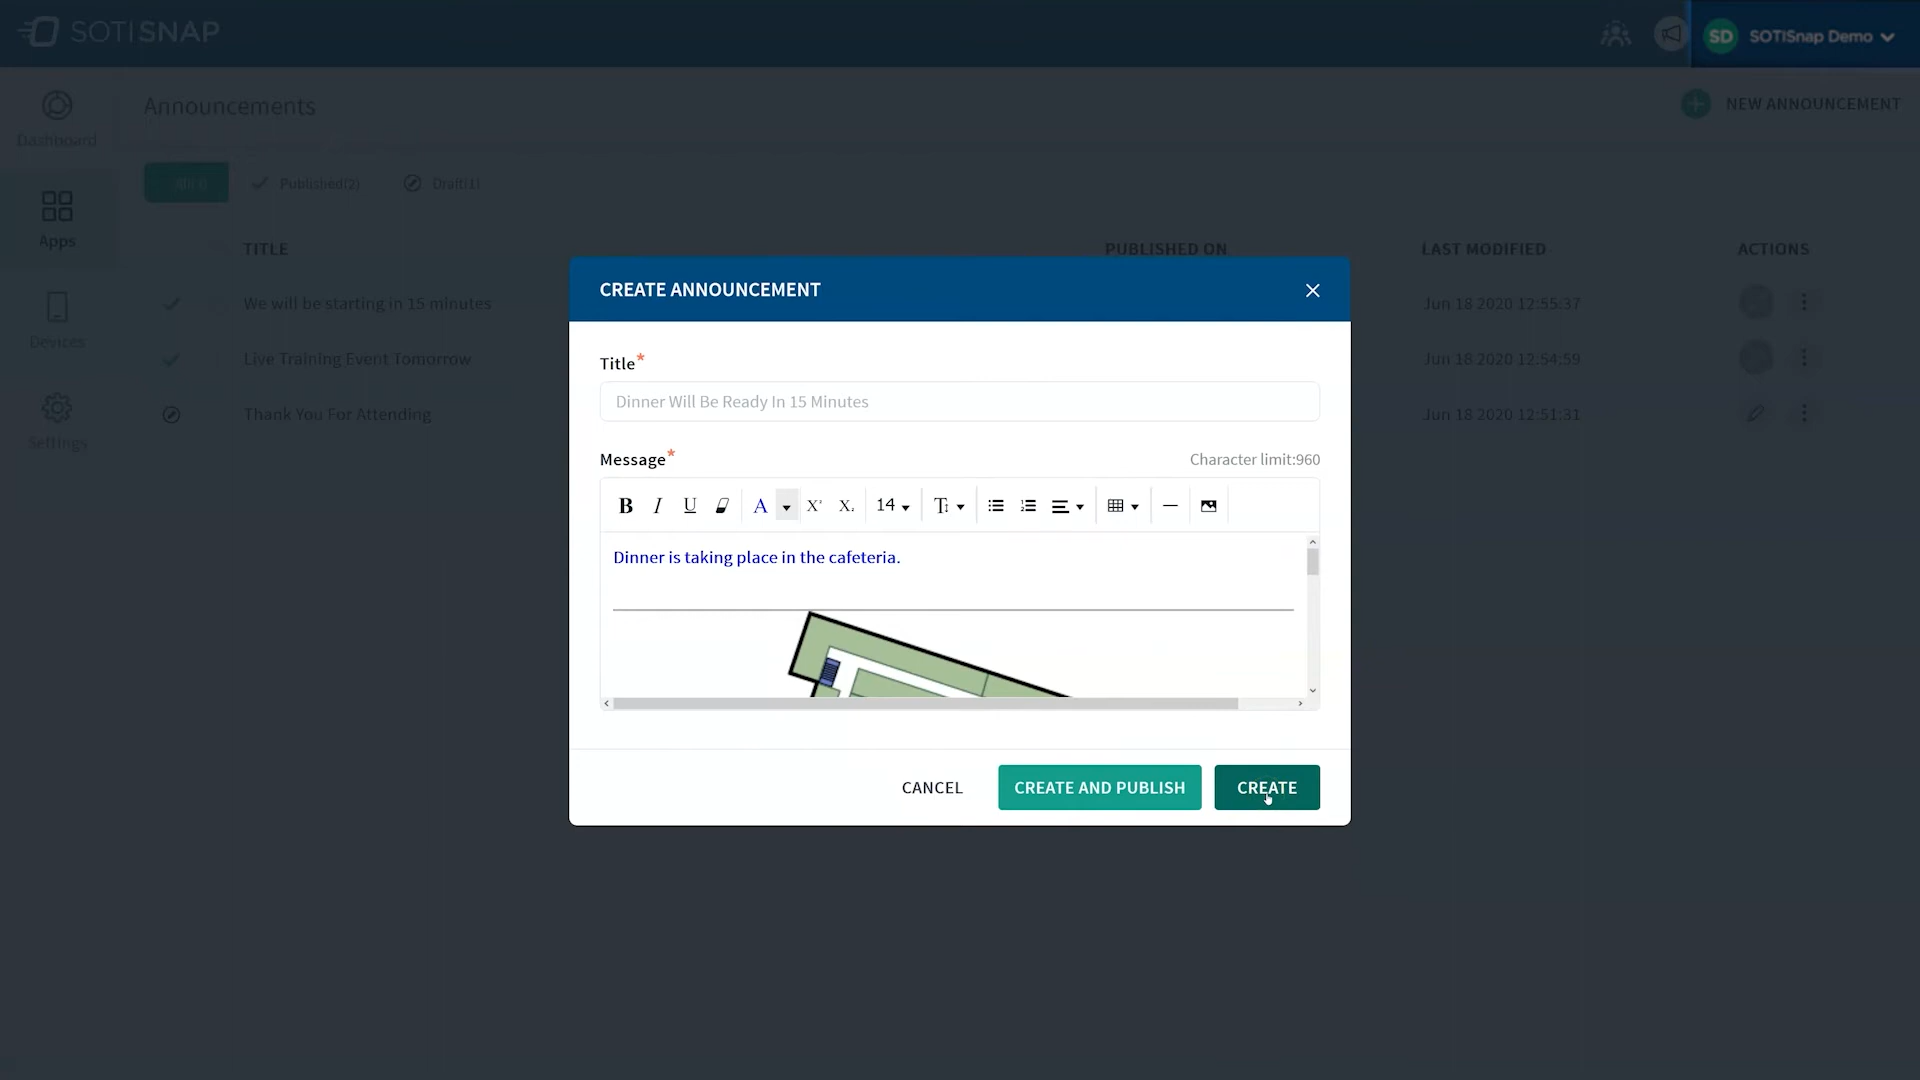 SOTISNAP
SD SOTISnap Demo
Announcements
NEW ANNOUNCEMENT
Dashboard
Published(2)
Draft(1)
Apps
TITLE PUBLISHED ON LAST MODIFIED ACTIONS
We will be starting in 15 minutes Jun 18 2020 12:55:37
Devices
Live Training Event Tomorrow Jun 18 2020 12:54:59
Thank You For Attending Jun 18 2020 12:51:31
Settings
CREATE ANNOUNCEMENT
Title*
Dinner Will Be Ready In 15 Minutes
Message* Character limit:960
B I U A X² X₂ 14 T
Dinner is taking place in the cafeteria.
CANCEL CREATE AND PUBLISH CREATE